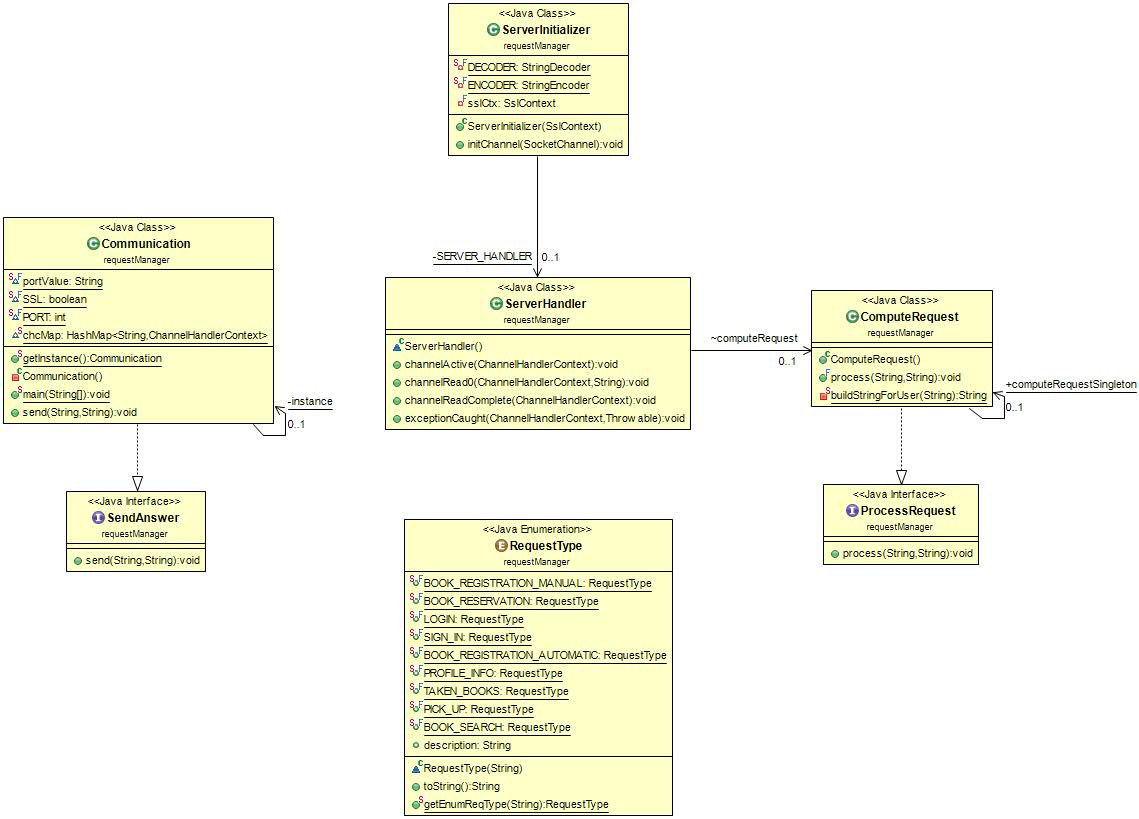 <<Java Class>>
ServerInitializer
requestManager
DECODER: StringDecoder
ENCODER: StringEncoder
sslCtx: SslContext
ServerInitializer(SslContext)
initChannel(SocketChannel):void
<<Java Class>>
Communication
requestManager
portValue: String
SSL: boolean
PORT: int
chcMap: HashMap<String,ChannelHandlerContext>
getInstance():Communication
Communication()
main(String[]):void
send(String,String):void
-instance
0..1
-SERVER_HANDLER
0..1
<<Java Class>>
ServerHandler
requestManager
ServerHandler()
channelActive(ChannelHandlerContext):void
channelRead0(ChannelHandlerContext,String):void
channelReadComplete(ChannelHandlerContext):void
exceptionCaught(ChannelHandlerContext,Throwable):void
~computeRequest
0..1
<<Java Class>>
ComputeRequest
requestManager
ComputeRequest()
process(String,String):void
buildStringForUser(String):String
+computeRequestSingleton
0..1
<<Java Interface>>
SendAnswer
requestManager
send(String,String):void
<<Java Interface>>
ProcessRequest
requestManager
process(String,String):void
<<Java Enumeration>>
RequestType
requestManager
BOOK_REGISTRATION_MANUAL: RequestType
BOOK_RESERVATION: RequestType
LOGIN: RequestType
SIGN_IN: RequestType
BOOK_REGISTRATION_AUTOMATIC: RequestType
PROFILE_INFO: RequestType
TAKEN_BOOKS: RequestType
PICK_UP: RequestType
BOOK_SEARCH: RequestType
description: String
RequestType(String)
toString():String
getEnumReqType(String):RequestType